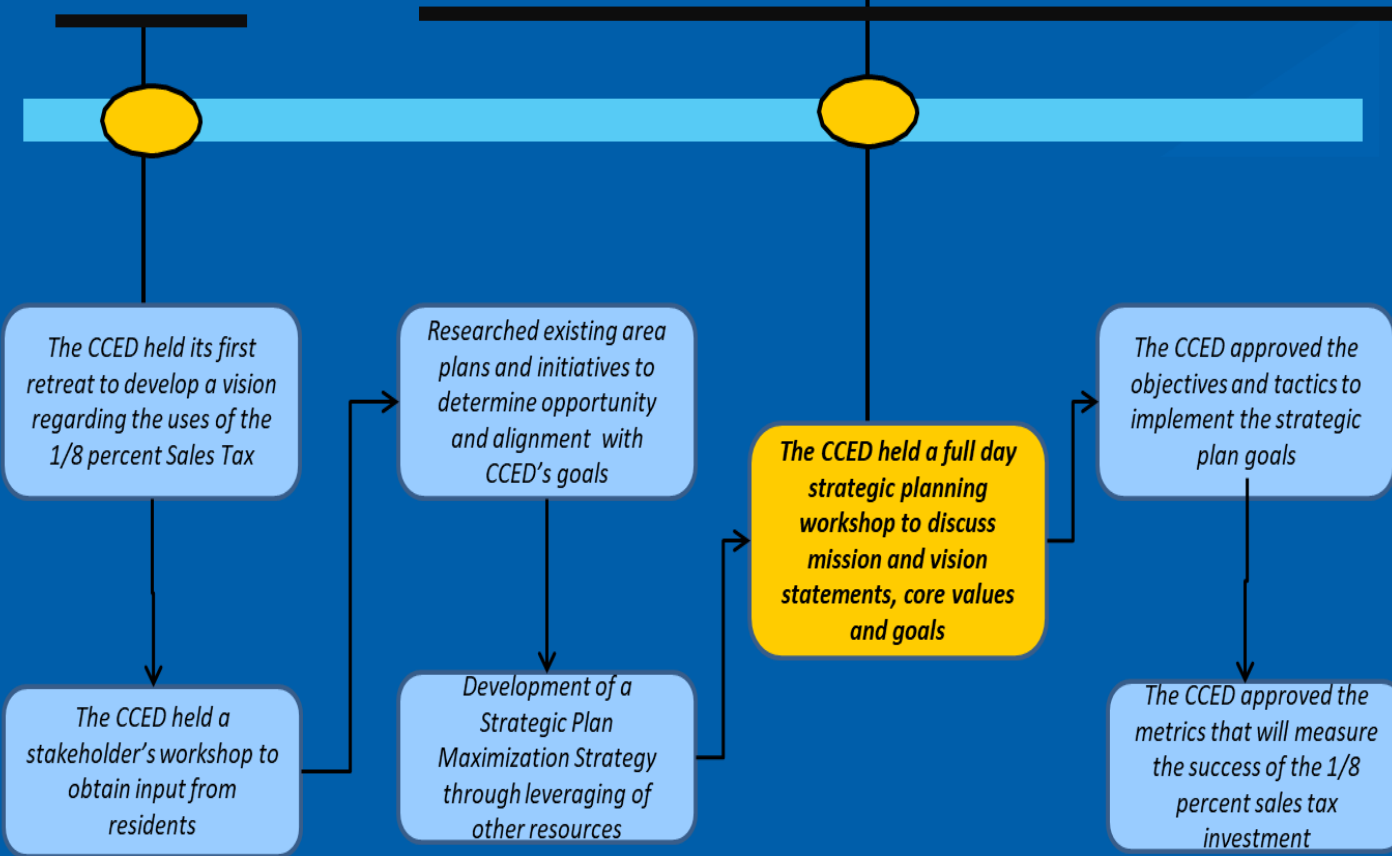 The CCED held its first
retreat to develop a vision
regarding the uses of the
1/8 percent Sales Tax
The CCED held a
stakeholder's workshop to
obtain input from
residents
Researched existing area
plans and initiatives to
determine opportunity
and alignment with
CCED's goals
Development of a
Strategic Plan
Maximization Strategy
through leveraging of
other resources
The CCED held a full day
strategic planning
workshop to discuss
mission and vision
statements, core values
and goals
The CCED approved the
objectives and tactics to
implement the strategic
plan goals
The CCED approved the
metrics that will measure
the success of the 1/8
percent sales tax
investment